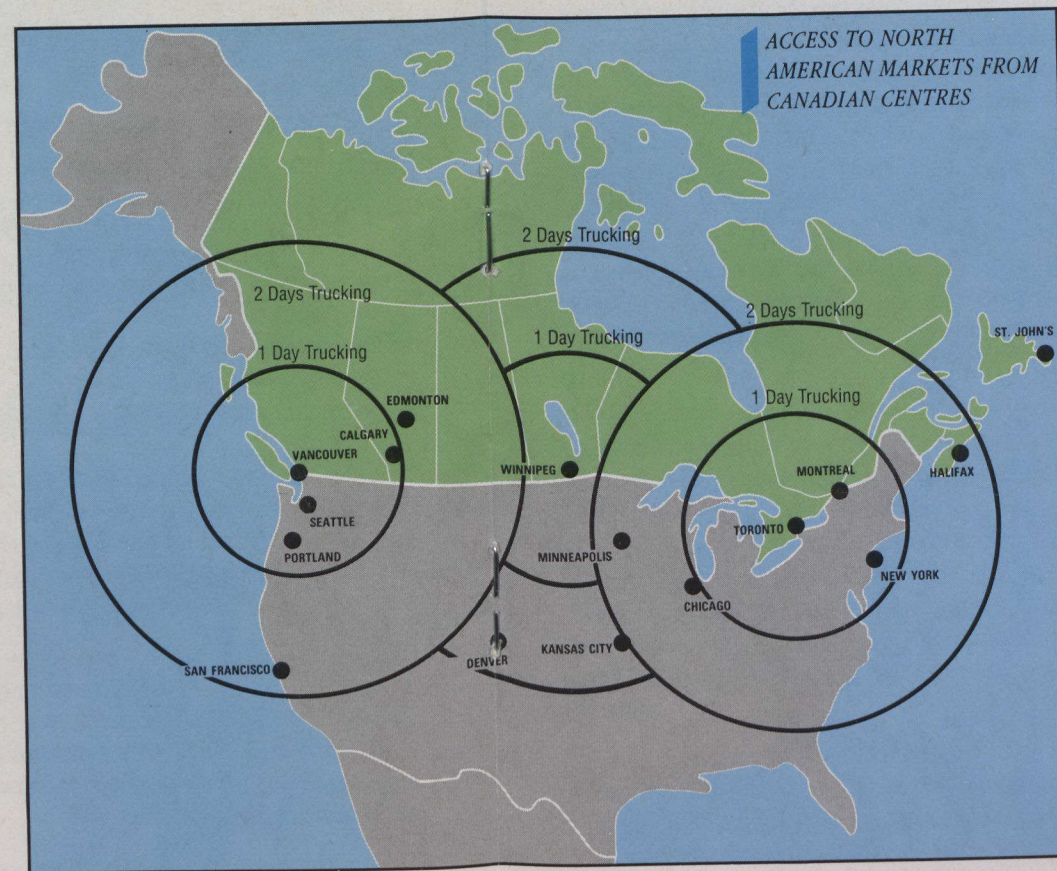 ACCESS TO NORTH
AMERICAN MARKETS FROM
CANADIAN CENTRES
2 Days Trucking
2 Days Trucking
2 Days Trucking
ST. JOHN'S
1 Day Trucking
1 Day Trucking
1 Day Trucking
EDMONTON
CALGARY
VANCOUVER
WINNIPEG
MONTREAL
HALIFAX
SEATTLE
TORONTO
PORTLAND
MINNEAPOLIS
NEW YORK
CHICAGO
KANSAS CITY
DENVER
SAN FRANCISCO